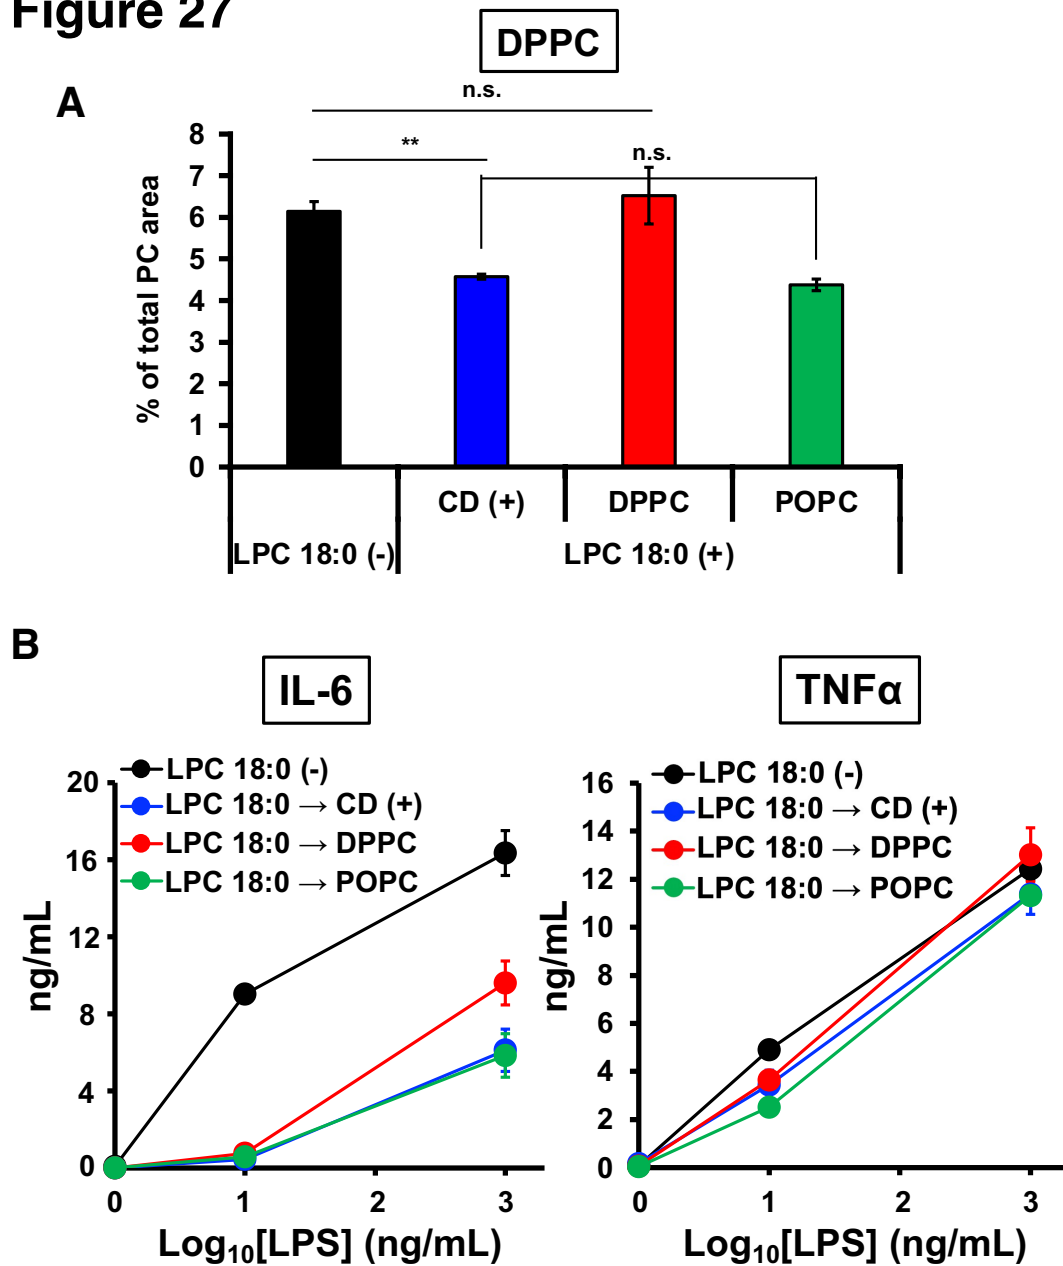 Figure 27
DPPC
A
n.s.
**
n.s.
8
7
6
5
4
3
2
1
0
% of total PC area
CD (+)
DPPC
POPC
LPC 18:0 (-)
LPC 18:0 (+)
B
IL-6
LPC 18:0 (-)
LPC 18:0 → CD (+)
LPC 18:0 → DPPC
LPC 18:0 → POPC
20
16
12
8
4
0
ng/mL
0 1 2 3
Log₁₀[LPS] (ng/mL)
TNFα
LPC 18:0 (-)
LPC 18:0 → CD (+)
LPC 18:0 → DPPC
LPC 18:0 → POPC
16
14
12
10
8
6
4
2
0
ng/mL
0 1 2 3
Log₁₀[LPS] (ng/mL)